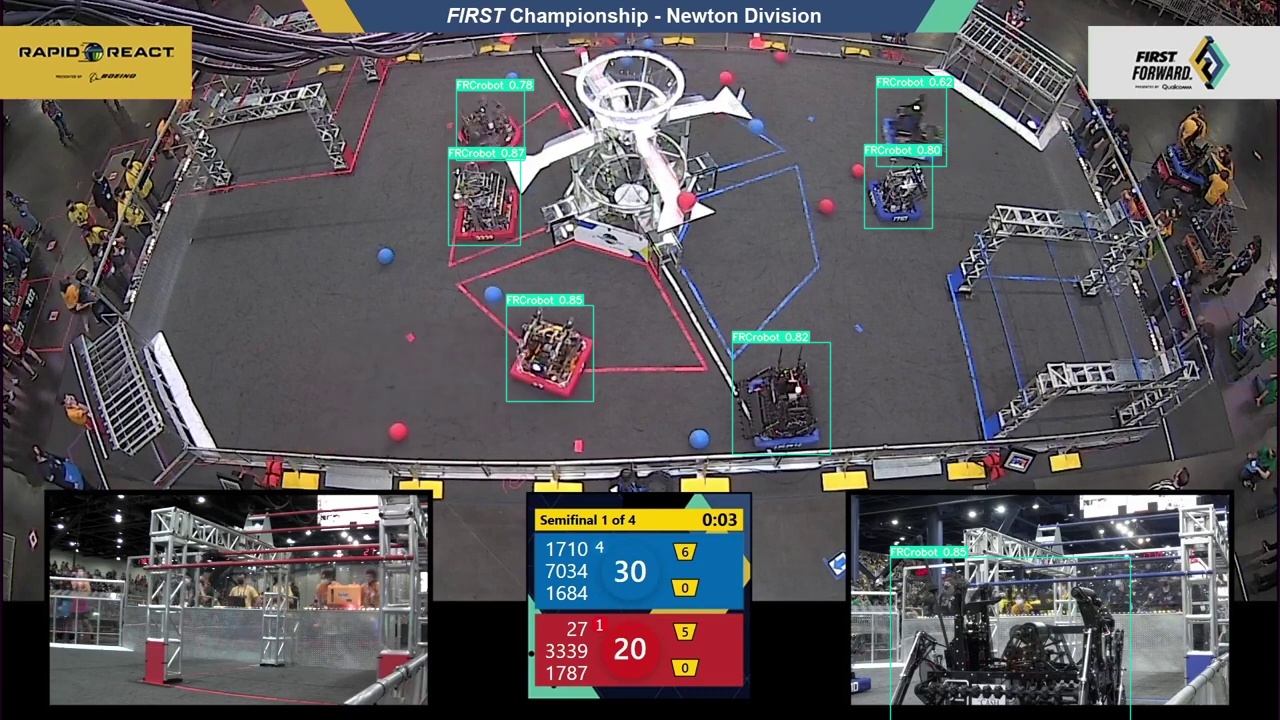 FIRST Championship - Newton Division
RAPID REACT
PRESENTED BY BOEING
FIRST
FORWARD
PRESENTED BY Qualcomm
FRCrobot 0.78
FRCrobot 0.62
FRCrobot 0.87
FRCrobot 0.80
FRCrobot 0.85
FRCrobot 0.82
Semifinal 1 of 4 0:03
1710 4
7034
1684
30
6
0
27 1
3339
1787
20
5
0
FRCrobot 0.85